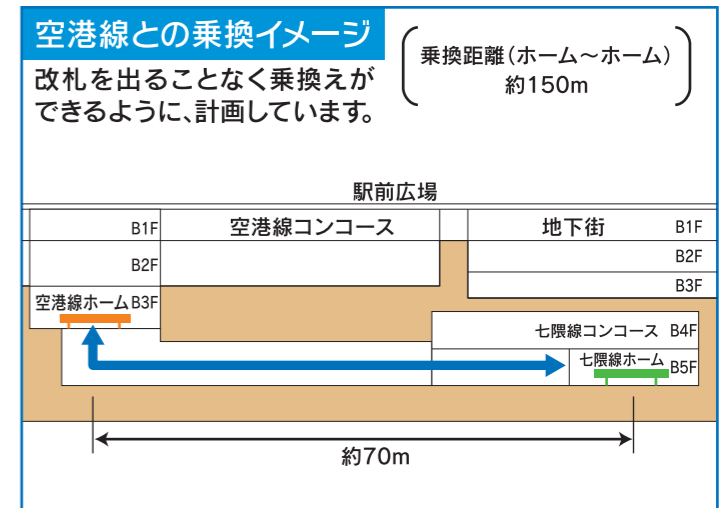 空港線との乗換イメージ
乗換距離（ホーム～ホーム）
約150m
改札を出ることなく乗換えが
できるように、計画しています。
駅前広場
B1F
空港線コンコース
地下街
B1F
B2F
B2F
B3F
空港線ホーム B3F
七隈線コンコース B4F
七隈線ホーム B5F
約70m